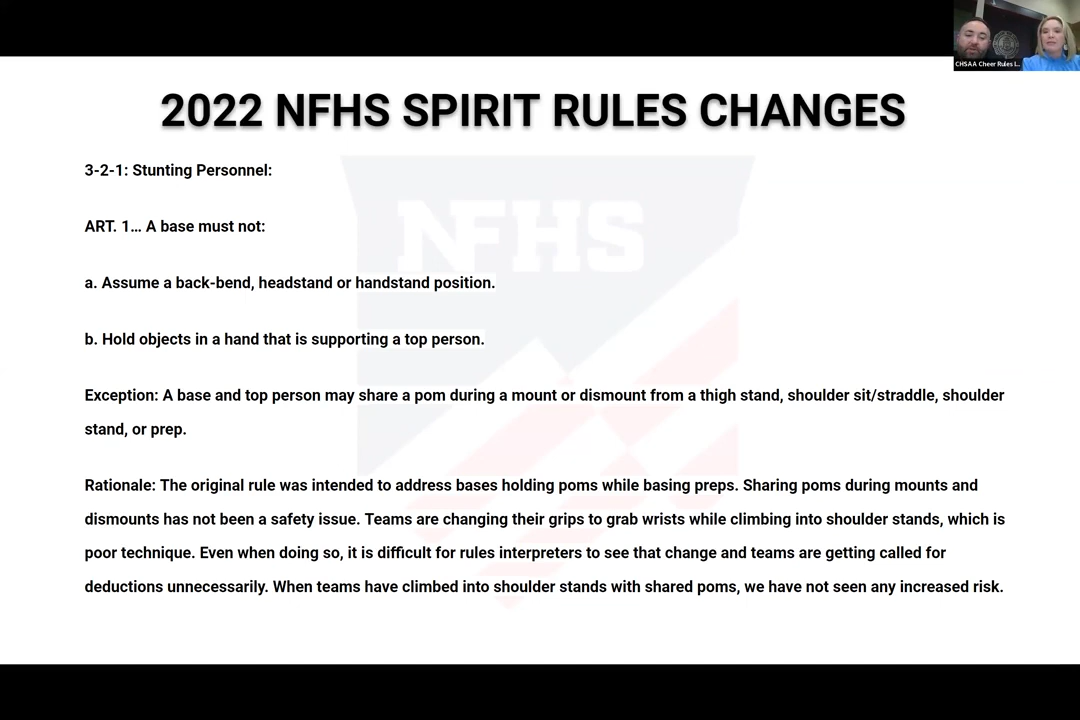 CHSAA Cheer Rules I...
2022 NFHS SPIRIT RULES CHANGES
NFHS
3-2-1: Stunting Personnel:
ART. 1... A base must not:
a. Assume a back-bend, headstand or handstand position.
b. Hold objects in a hand that is supporting a top person.
Exception: A base and top person may share a pom during a mount or dismount from a thigh stand, shoulder sit/straddle, shoulder
stand, or prep.
Rationale: The original rule was intended to address bases holding poms while basing preps. Sharing poms during mounts and
dismounts has not been a safety issue. Teams are changing their grips to grab wrists while climbing into shoulder stands, which is
poor technique. Even when doing so, it is difficult for rules interpreters to see that change and teams are getting called for
deductions unnecessarily. When teams have climbed into shoulder stands with shared poms, we have not seen any increased risk.